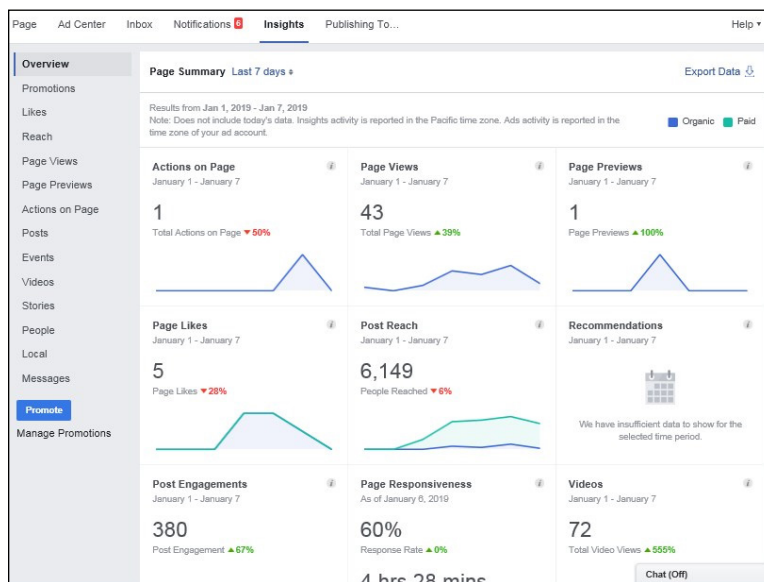 Page Ad Center Inbox Notifications 6 Insights Publishing To... Help
Overview
Promotions
Likes
Reach
Page Views
Page Previews
Actions on Page
Posts
Events
Videos
Stories
People
Local
Messages
Promote
Manage Promotions
Page Summary Last 7 days
Export Data
Results from Jan 1, 2019 - Jan 7, 2019
Note: Does not include today's data. Insights activity is reported in the Pacific time zone. Ads activity is reported in the
time zone of your ad account.
Organic Paid
Actions on Page
January 1 - January 7
1
Total Actions on Page ▼50%
Page Views
January 1 - January 7
43
Total Page Views ▲39%
Page Previews
January 1 - January 7
1
Page Previews ▲100%
Page Likes
January 1 - January 7
5
Page Likes ▼28%
Post Reach
January 1 - January 7
6,149
People Reached ▼6%
Recommendations
January 1 - January 7
We have insufficient data to show for the
selected time period.
Post Engagements
January 1 - January 7
380
Post Engagement ▲67%
Page Responsiveness
As of January 6, 2019
60%
Response Rate ▲0%
4 hrs 28 mins
Videos
January 1 - January 7
72
Total Video Views ▲555%
Chat (Off)